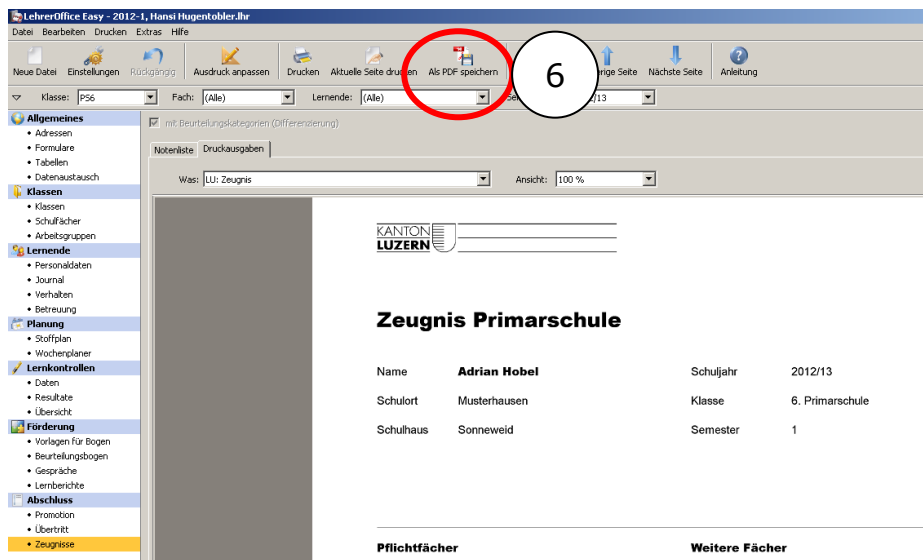 LehrerOffice Easy - 2012-1, Hansi Hugentobler.lhr
Datei Bearbeiten Drucken Extras Hilfe
Neue Datei Einstellungen Rückgängig Ausdruck anpassen Drucken Aktuelle Seite drucken Als PDF speichern 6 Seite Nächste Seite Anleitung
Klasse: PS6 Fach: (Alle) Lernende: (Alle)
Allgemeines
mit Beurteilungskategorien (Differenzierung)
• Adressen
• Formulare
Notenliste Druckausgaben
• Tabellen
• Datenaustausch
Was: LU: Zeugnis Ansicht: 100 %
Klassen
• Klassen
• Schulfächer
• Arbeitsgruppen
KANTON
LUZERN
Lernende
• Personaldaten
• Journal
• Verhalten
• Betreuung
Planung
Zeugnis Primarschule
• Stoffplan
• Wochenplaner
Lernkontrollen
Name Adrian Hobel Schuljahr 2012/13
• Daten
• Resultate
Schulort Musterhausen Klasse 6. Primarschule
• Übersicht
Förderung
Schulhaus Sonneweid Semester 1
• Vorlagen für Bogen
• Beurteilungsbogen
• Gespräche
• Lernberichte
Abschluss
• Promotion
• Übertritt
• Zeugnisse
Pflichtfächer Weitere Fächer